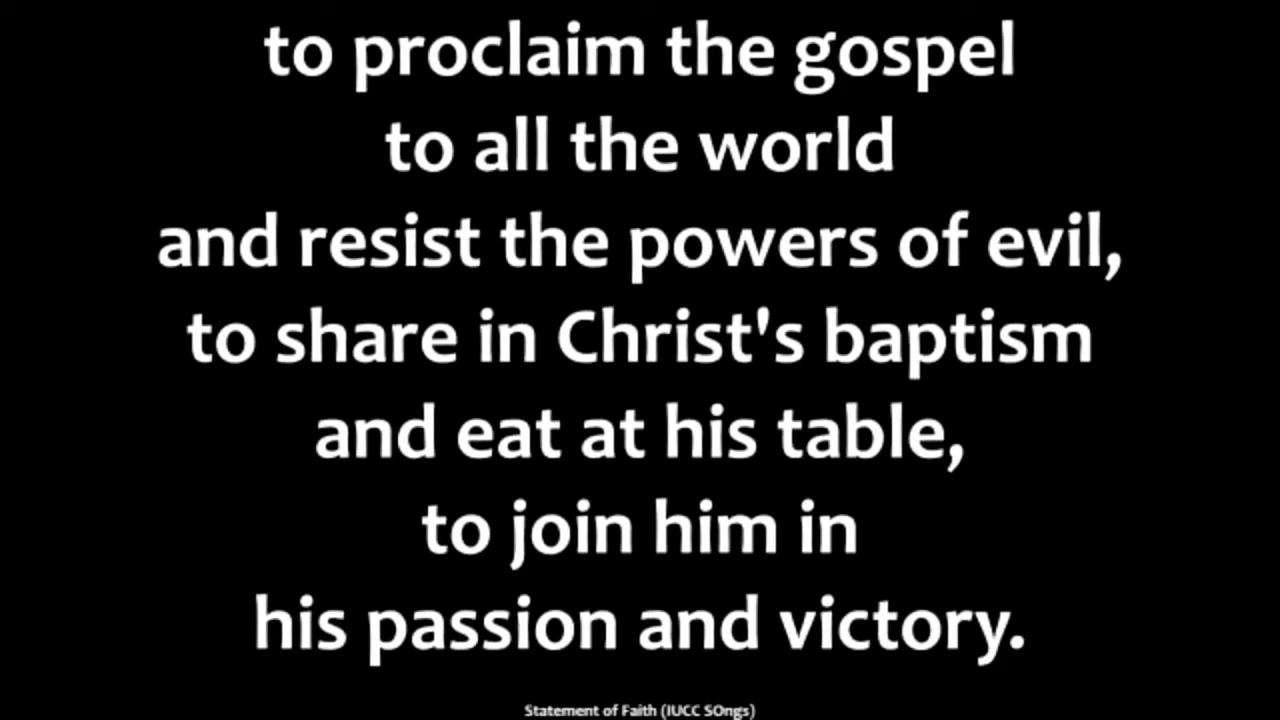 to proclaim the gospel
to all the world
and resist the powers of evil,
to share in Christ's baptism
and eat at his table,
to join him in
his passion and victory.
Statement of Faith (IUCC SOngs)